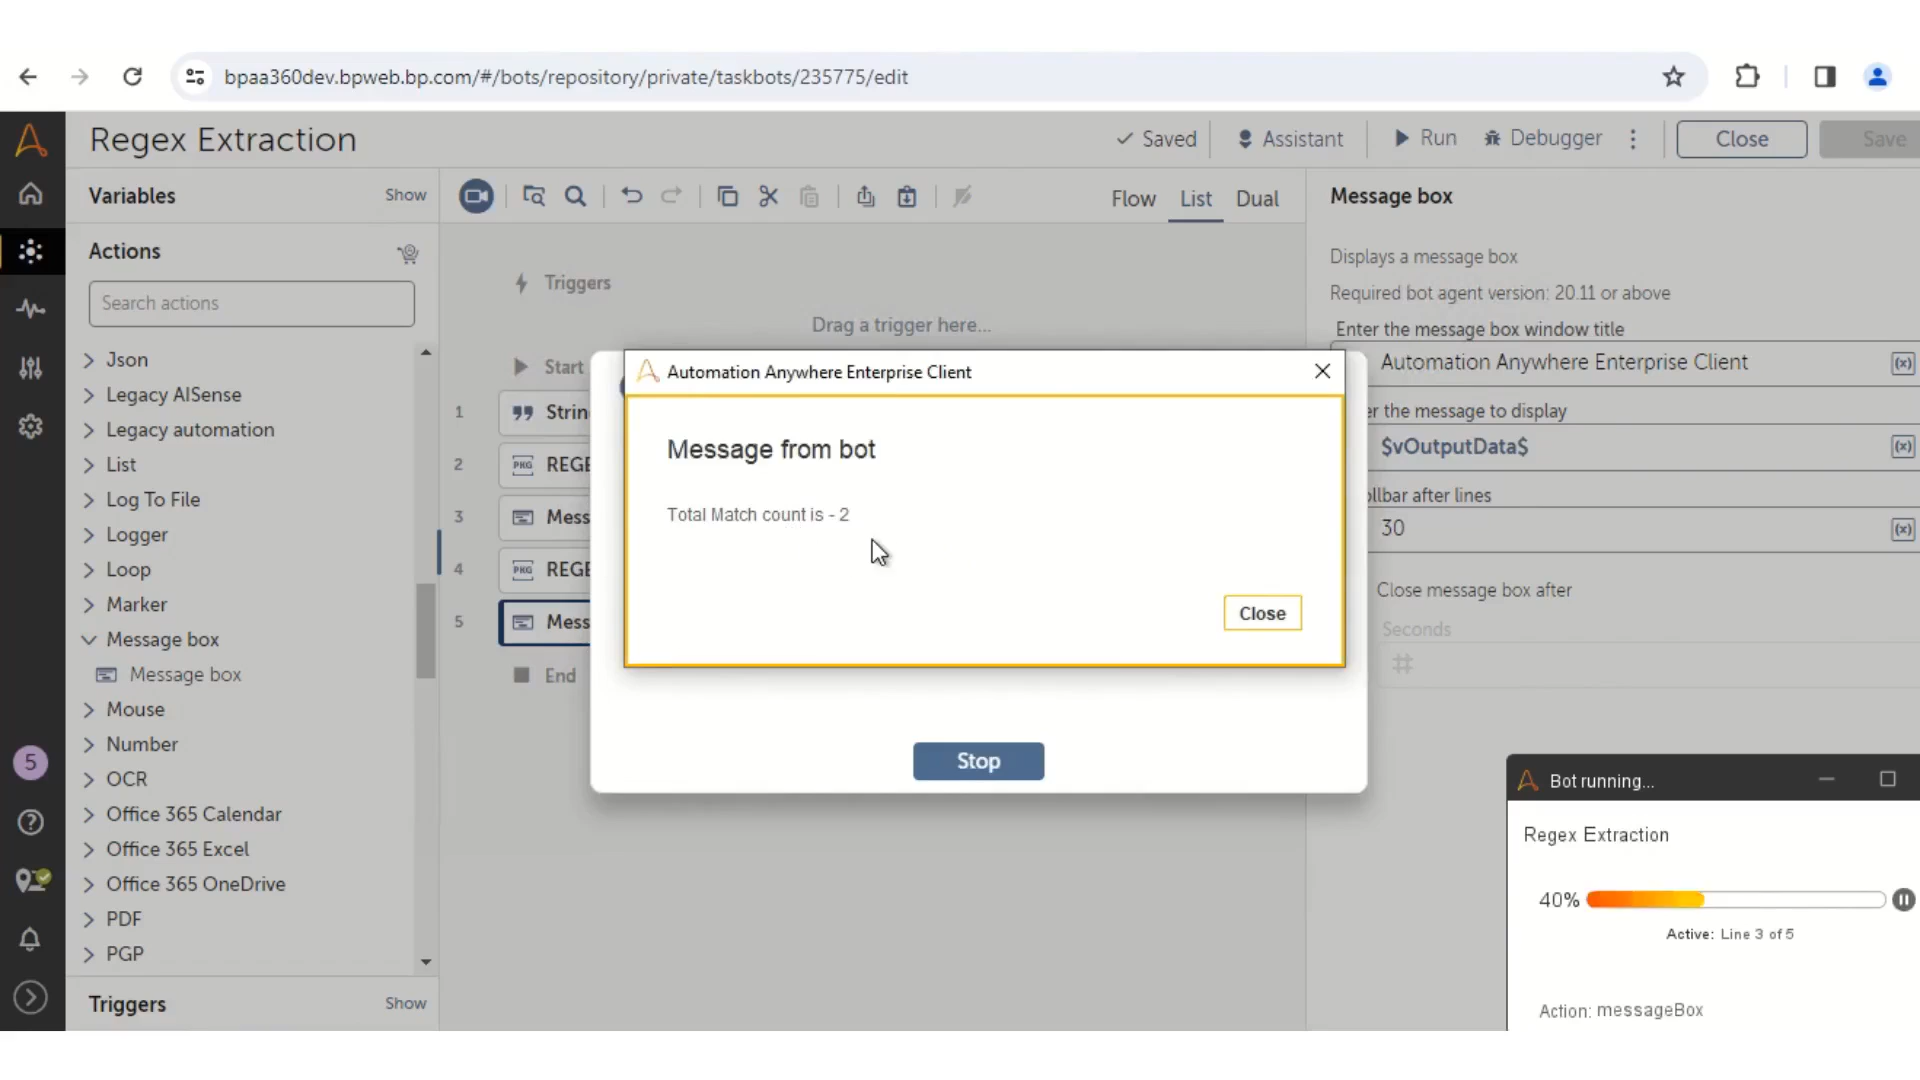 bpaa360dev.bpweb.bp.com/#/bots/repository/private/taskbots/235775/edit
Regex Extraction
Saved
Assistant
Run
Debugger
Close
Save
Variables
Show
Flow
List
Dual
Message box
Actions
Search actions
Json
Legacy AISense
Legacy automation
List
Log To File
Logger
Loop
Marker
Message box
Message box
Mouse
Number
OCR
Office 365 Calendar
Office 365 Excel
Office 365 OneDrive
PDF
PGP
Triggers
Show
5
Triggers
Drag a trigger here...
Start
1 Strin
2 PKG REGE
3 Mess
4 PKG REGE
5 Mess
End
Automation Anywhere Enterprise Client
Message from bot
Total Match count is - 2
Close
Stop
Displays a message box
Required bot agent version: 20.11 or above
Enter the message box window title
Automation Anywhere Enterprise Client
(x)
er the message to display
$vOutputData$
(x)
ollbar after lines
30
(x)
Close message box after
Seconds
#
Bot running...
Regex Extraction
40%
Active: Line 3 of 5
Action: messageBox